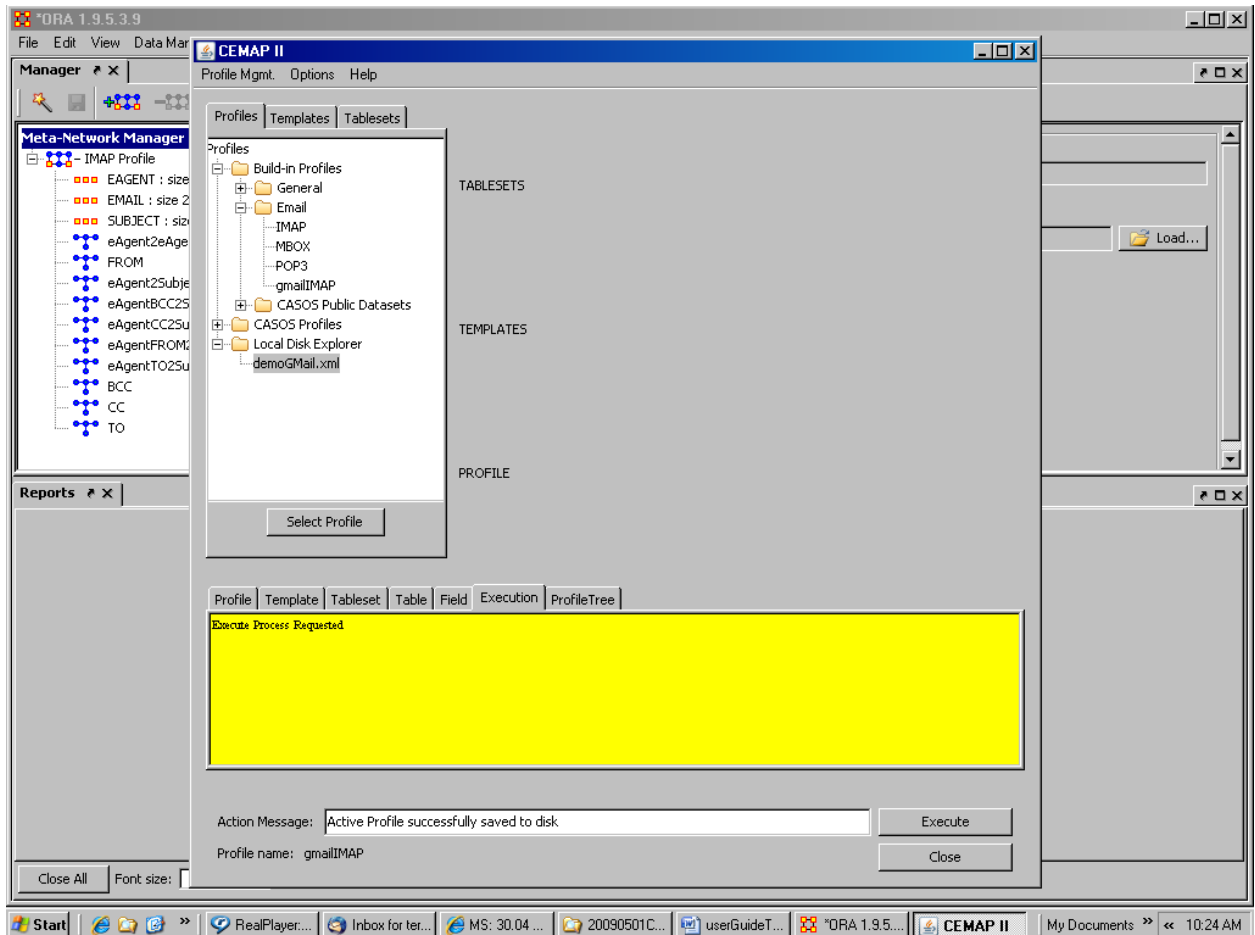 *ORA 1.9.5.3.9
File Edit View Data Mar
Manager
Meta-Network Manager
IMAP Profile
EAGENT : size
EMAIL : size 2
SUBJECT : siz
eAgent2eAge
FROM
eAgent2Subje
eAgentBCC2S
eAgentCC2Su
eAgentFROM2
eAgentTO2Su
BCC
CC
TO
Reports
Close All Font size:
CEMAP II
Profile Mgmt. Options Help
Profiles Templates Tablesets
Profiles
Build-in Profiles
General
Email
IMAP
MBOX
POP3
gmailIMAP
CASOS Public Datasets
CASOS Profiles
Local Disk Explorer
demoGMail.xml
Select Profile
TABLESETS
TEMPLATES
PROFILE
Profile Template Tableset Table Field Execution ProfileTree
Execute Process Requested
Action Message: Active Profile successfully saved to disk Execute
Profile name: gmailIMAP Close
Load...
Start » RealPlayer:... Inbox for ter... MS: 30.04 ... 20090501C... userGuideT... *ORA 1.9.5.... CEMAP II My Documents » « 10:24 AM